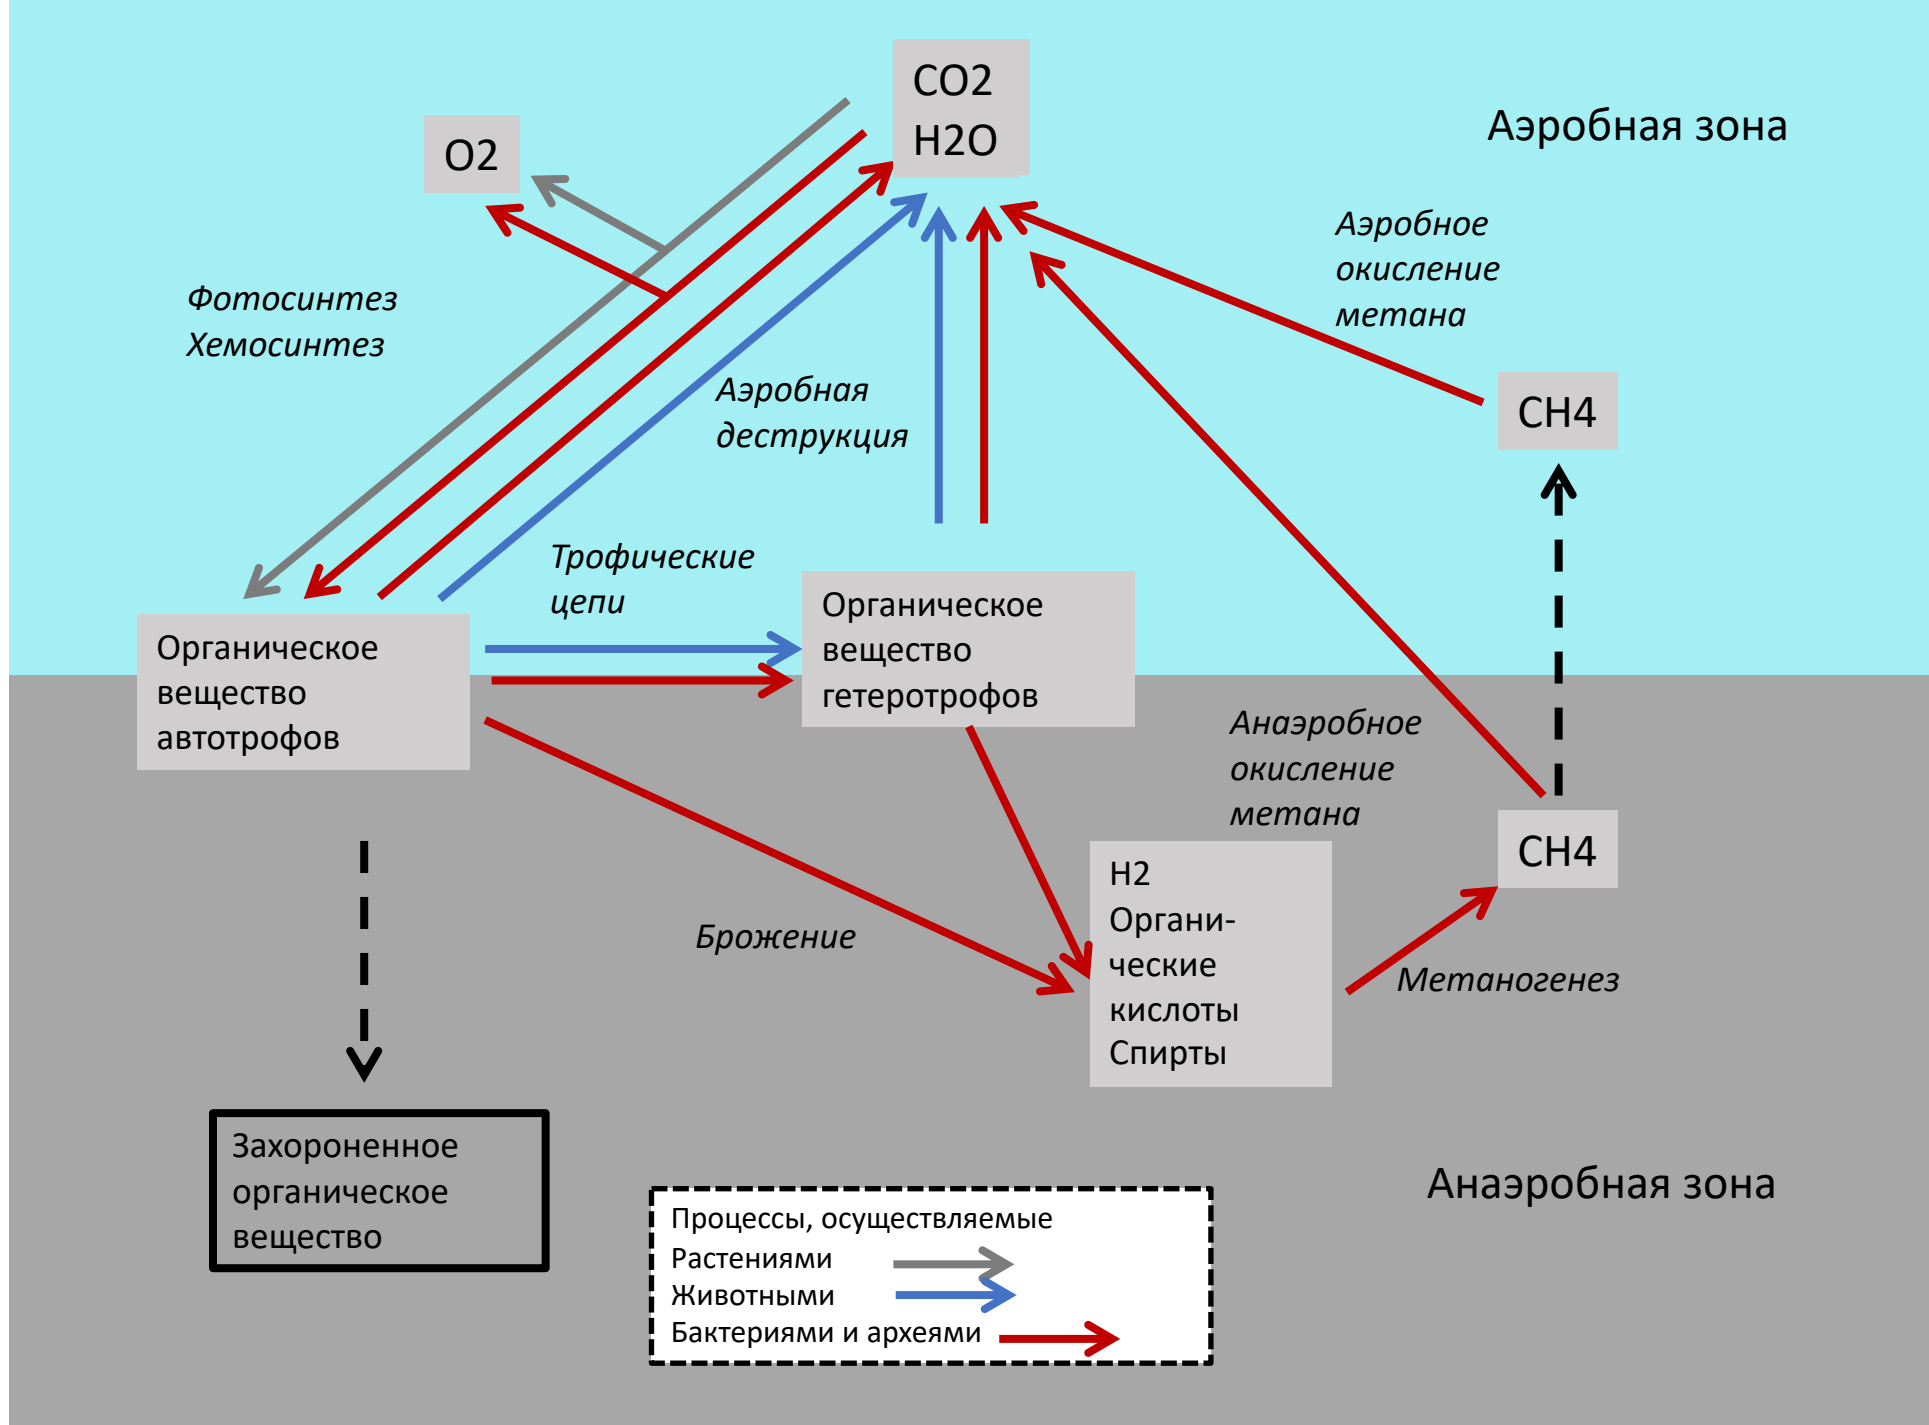 CO2
H2O
Аэробная зона
O2
Аэробное
окисление
метана
Фотосинтез
Хемосинтез
Аэробная
деструкция
CH4
Трофические
цепи
Органическое
вещество
гетеротрофов
Органическое
вещество
автотрофов
Анаэробное
окисление
метана
CH4
H2
Органи-
ческие
кислоты
Спирты
Брожение
Метаногенез
Захороненное
органическое
вещество
Анаэробная зона
Процессы, осуществляемые
Растениями
Животными
Бактериями и археями